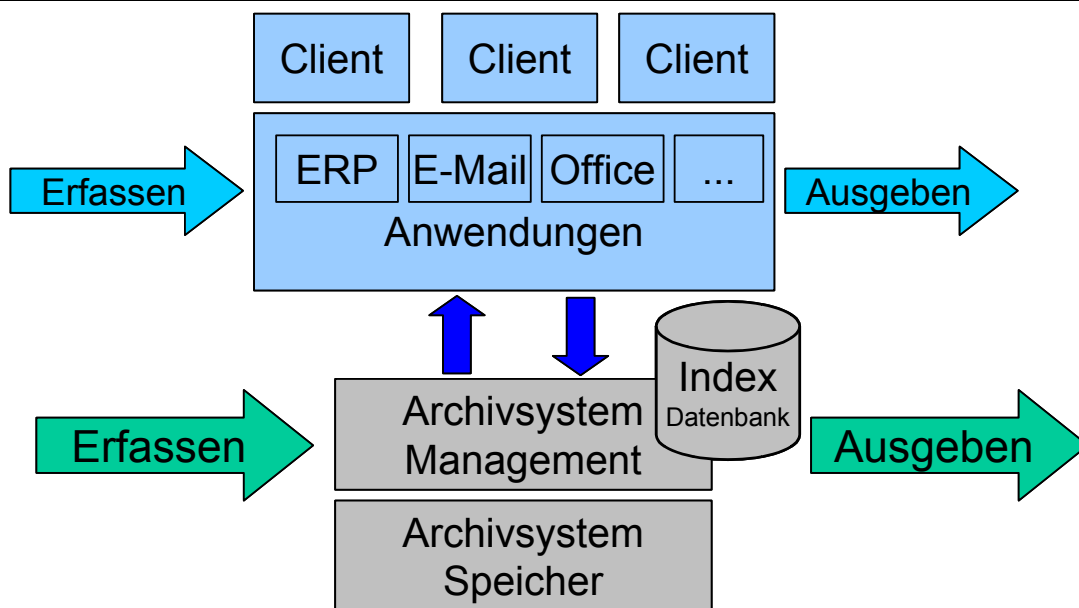 Client
Client
Client
ERP
E-Mail
Office
...
Erfassen
Ausgeben
Anwendungen
Index
Datenbank
Archivsystem
Management
Erfassen
Ausgeben
Archivsystem
Speicher